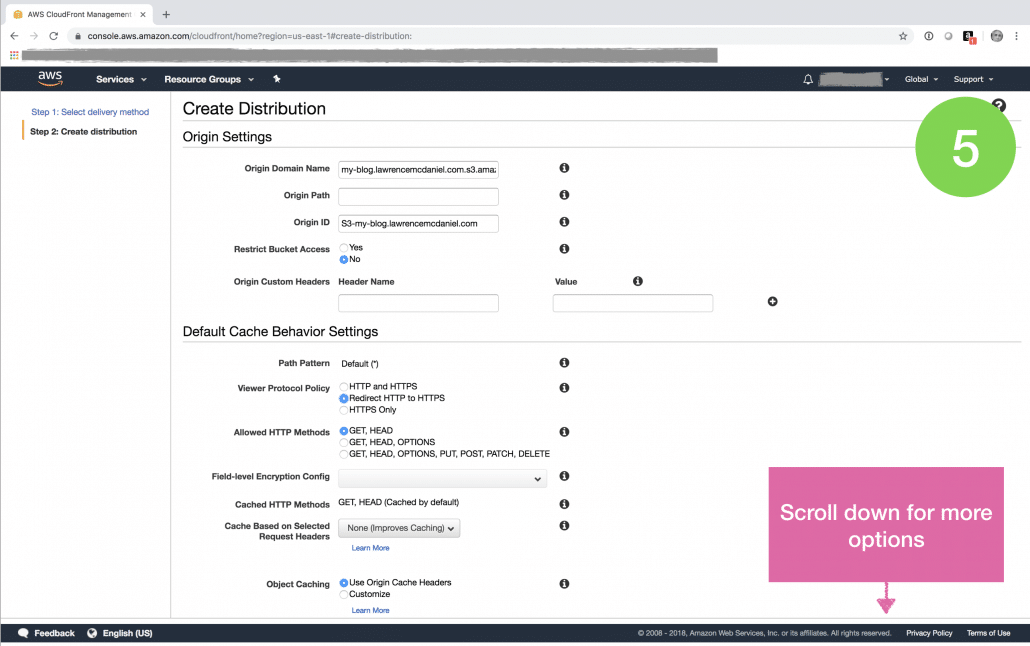 AWS CloudFront Management
console.aws.amazon.com/cloudfront/home?region=us-east-1#create-distribution:
aws Services Resource Groups Global Support
Step 1: Select delivery method
Step 2: Create distribution
Create Distribution
5
Origin Settings
Origin Domain Name my-blog.lawrencemcdaniel.com.s3.ama
Origin Path
Origin ID S3-my-blog.lawrencemcdaniel.com
Restrict Bucket Access Yes
No
Origin Custom Headers Header Name Value
Default Cache Behavior Settings
Path Pattern Default (*)
Viewer Protocol Policy HTTP and HTTPS
Redirect HTTP to HTTPS
HTTPS Only
Allowed HTTP Methods GET, HEAD
GET, HEAD, OPTIONS
GET, HEAD, OPTIONS, PUT, POST, PATCH, DELETE
Field-level Encryption Config
Cached HTTP Methods GET, HEAD (Cached by default)
Cache Based on Selected
Request Headers
None (Improves Caching)
Learn More
Object Caching Use Origin Cache Headers
Customize
Learn More
Scroll down for more
options
Feedback English (US) © 2008 - 2018, Amazon Web Services, Inc. or its affiliates. All rights reserved. Privacy Policy Terms of Use